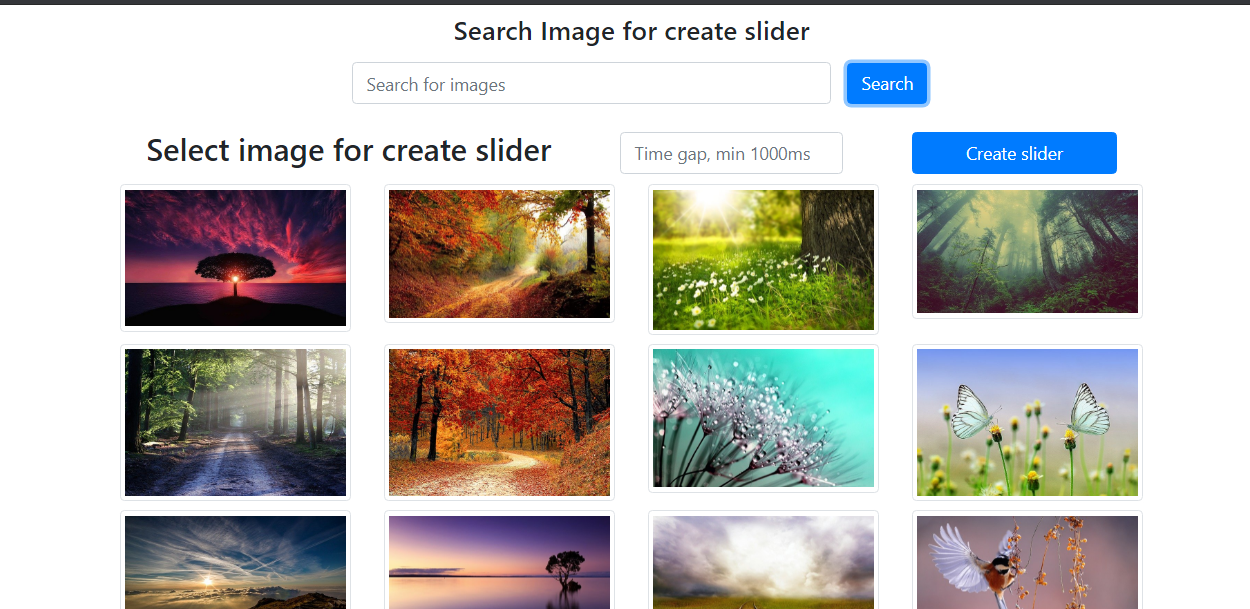 Search Image for create slider
Search for images
Search
Select image for create slider
Time gap, min 1000ms
Create slider